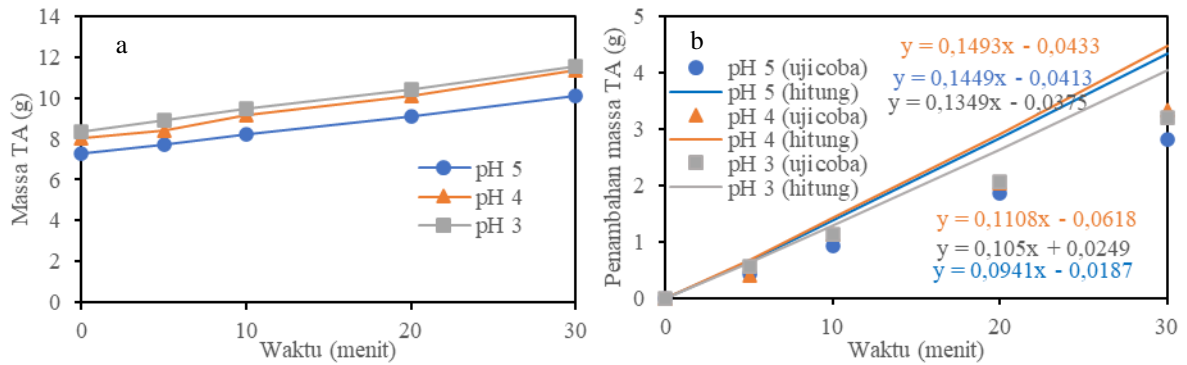 a
Massa TA (g)
14
12
10
8
6
4
2
0
pH 5
pH 4
pH 3
0
10
20
30
Waktu (menit)
b
Penambahan massa TA (g)
5
4
3
2
1
0
y = 0,1493x - 0,0433
pH 5 (ujicoba)
y = 0,1449x - 0,0413
pH 5 (hitung)
y = 0,1349x - 0,0375
pH 4 (ujicoba)
pH 4 (hitung)
pH 3 (ujicoba)
pH 3 (hitung)
y = 0,1108x - 0,0618
y = 0,105x + 0,0249
y = 0,0941x - 0,0187
0
10
20
30
Waktu (menit)